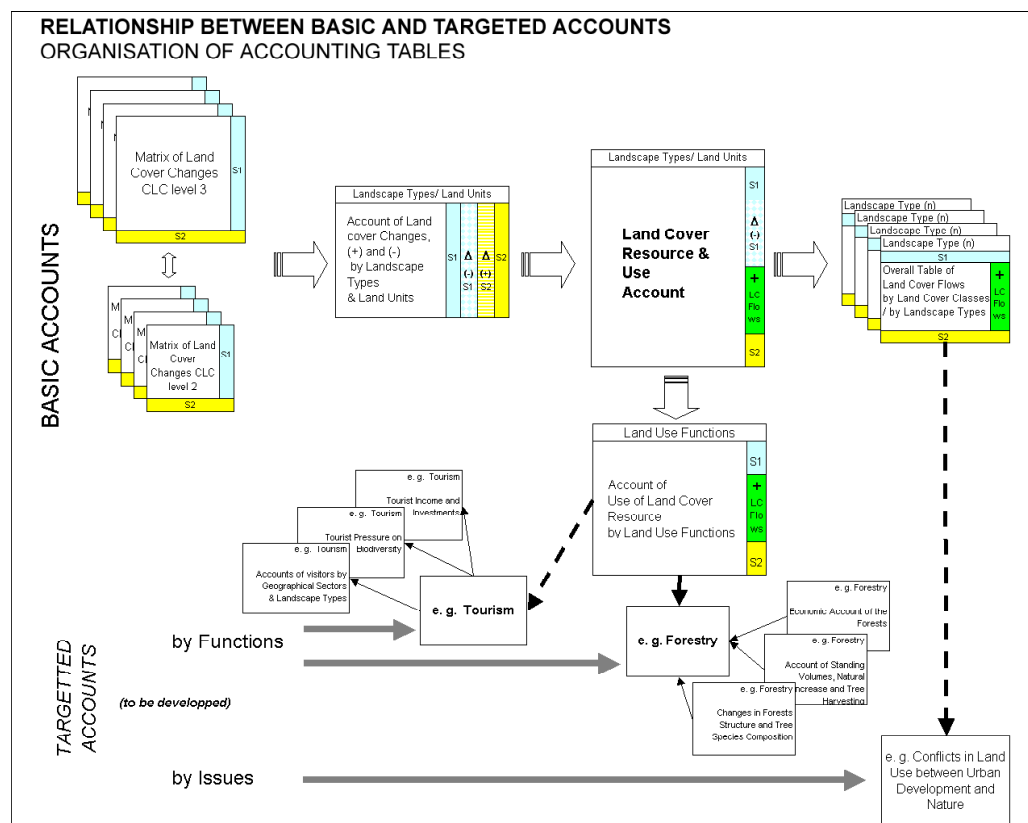 RELATIONSHIP BETWEEN BASIC AND TARGETED ACCOUNTS
ORGANISATION OF ACCOUNTING TABLES
BASIC ACCOUNTS
M
Matrix of Land
Cover Changes
CLC level 3
S1
S2
M
Cl
M
Cl
Matrix of Land
Cover
Changes CLC
level 2
S1
S2
Landscape Types/ Land Units
Account of Land
cover Changes,
(+) and (-)
by Landscape
Types
& Land Units
S1
Δ
(-)
S1
Δ
(+)
S2
S2
Landscape Types/ Land Units
Land Cover
Resource &
Use
Account
S1
Δ
(-)
S1
+
LC
Flo
ws
S2
Landscape Type (n)
Landscape Type (n)
Landscape Type (n)
Landscape Type (n)
S1
Overall Table of
Land Cover Flows
by Land Cover Classes
/ by Landscape Types
+
LC
Flo
ws
S2
Land Use Functions
Account of
Use of Land Cover
Resource
by Land Use Functions
S1
+
LC
Flo
ws
S2
e. g. Tourism
Tourist Income and
Investments
e. g. Tourism
Tourist Pressure on
Biodiversity
e. g. Tourism
Accounts of visitors by
Geographical Sectors
& Landscape Types
e. g. Tourism
e. g. Forestry
e. g. Forestry
Economic Account of the
Forests
e. g. Forestry
Account of Standing
Volumes, Natural
Increase and Tree
Harvesting
e. g. Forestry
Changes in Forests
Structure and Tree
Species Composition
TARGETTED
ACCOUNTS
by Functions
(to be developped)
by Issues
e. g. Conflicts in Land
Use between Urban
Development and
Nature